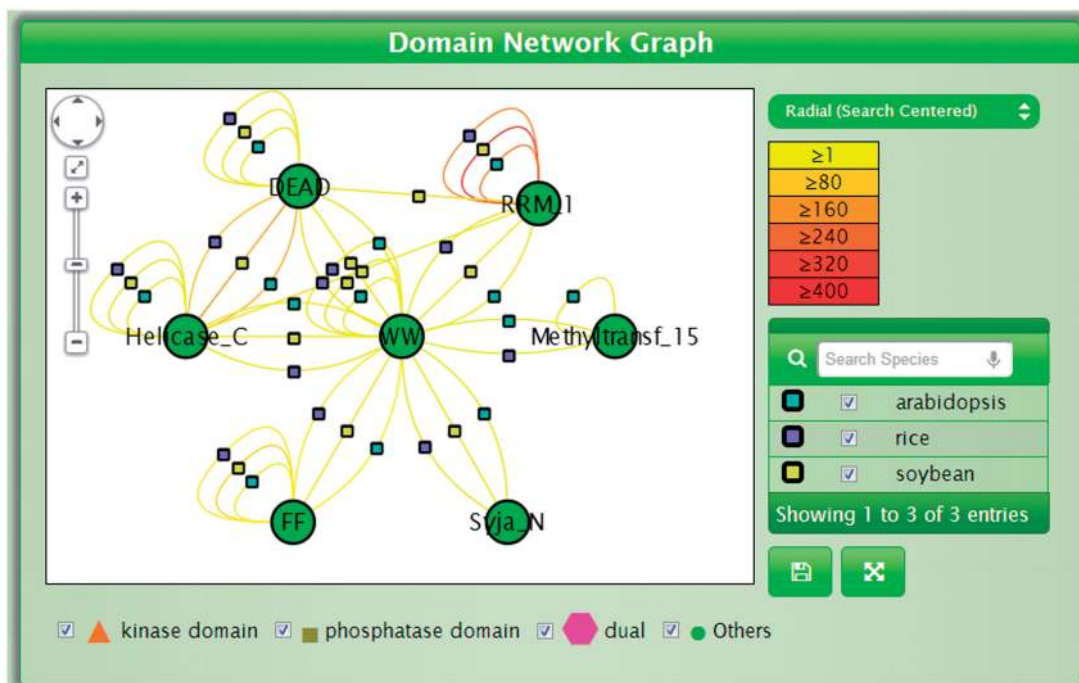 Domain Network Graph
Radial (Search Centered)
≥1
≥80
≥160
≥240
≥320
≥400
DEAD
RRM_1
Helicase_C
WW
Methyltransf_15
FF
Syja_N
Search Species
arabidopsis
rice
soybean
Showing 1 to 3 of 3 entries
kinase domain phosphatase domain dual Others